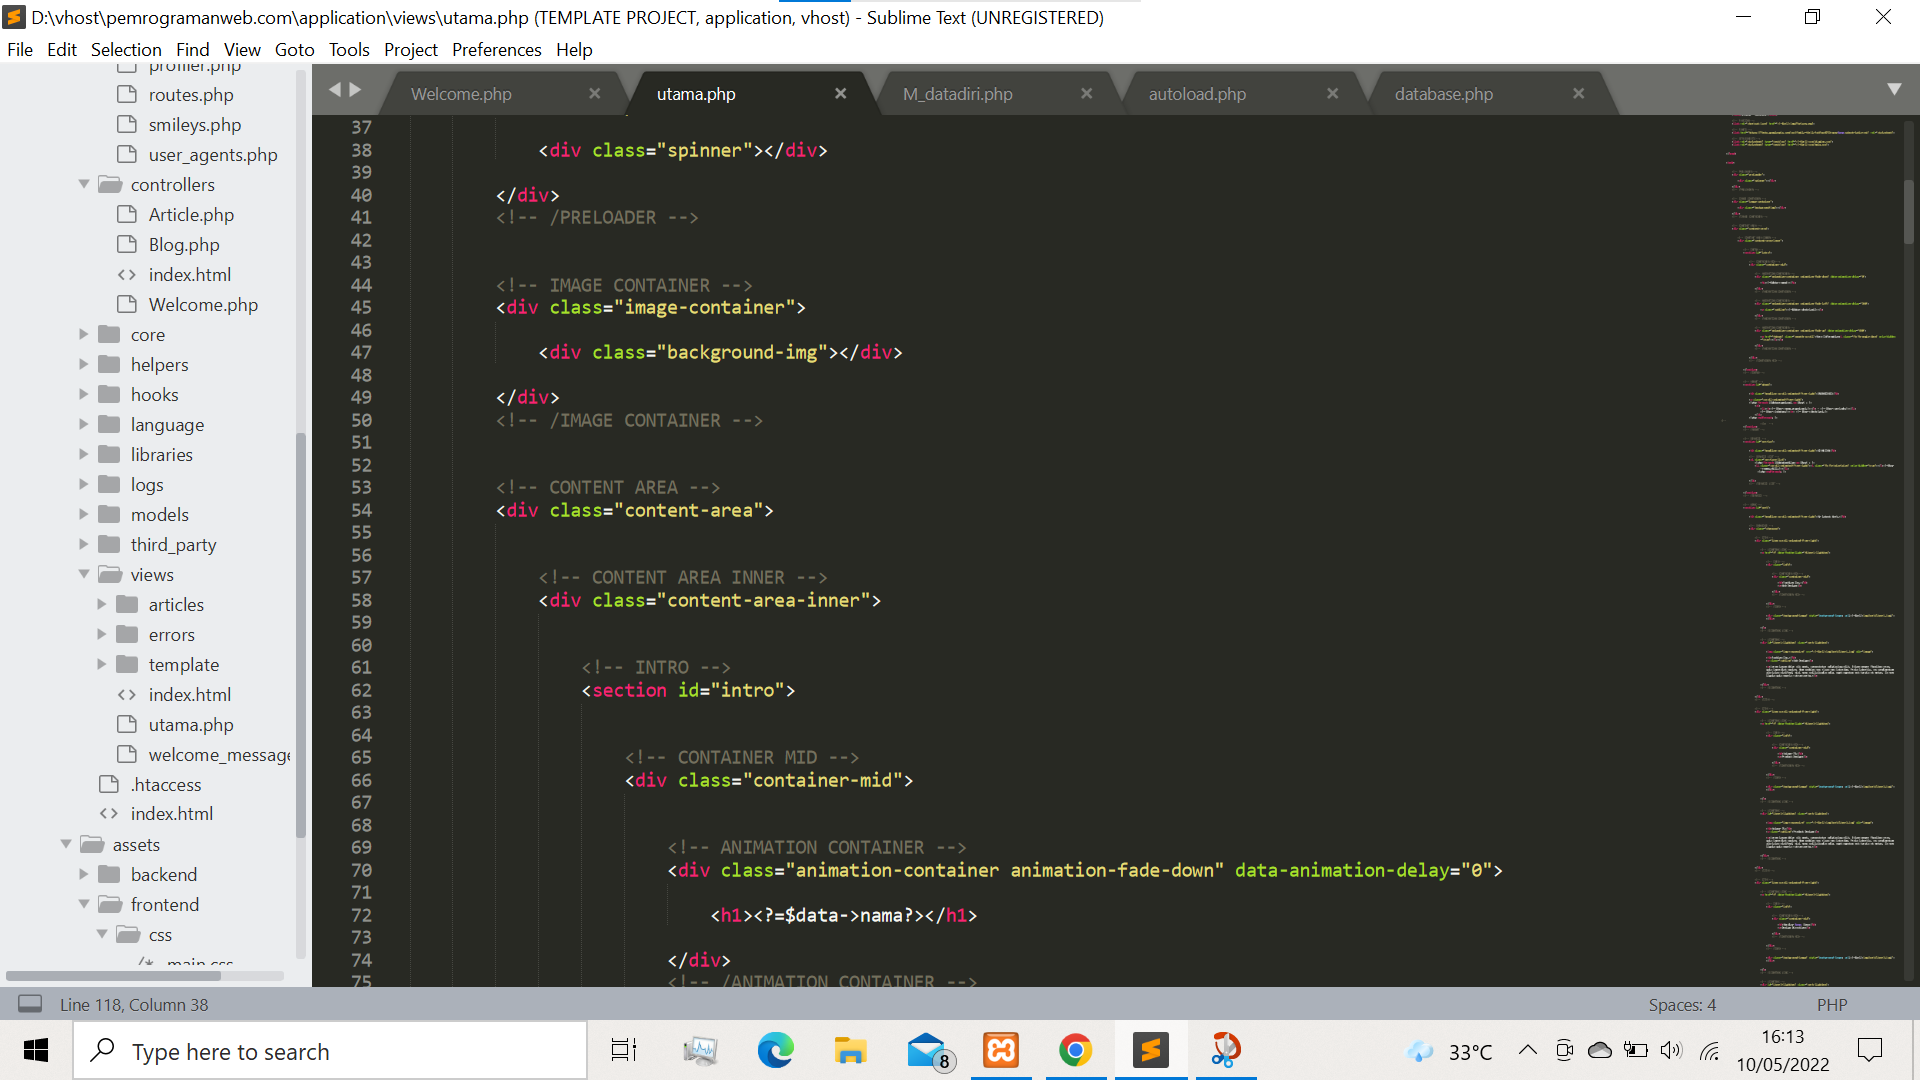 D:\vhost\pemrogramanweb.com\application\views\utama.php (TEMPLATE PROJECT, application, vhost) - Sublime Text (UNREGISTERED)
File Edit Selection Find View Goto Tools Project Preferences Help
profiler.php
routes.php
smileys.php
user_agents.php
controllers
Article.php
Blog.php
<> index.html
Welcome.php
core
helpers
hooks
language
libraries
logs
models
third_party
views
articles
errors
template
<> index.html
utama.php
welcome_message
.htaccess
<> index.html
assets
backend
frontend
css
/* main.css
Welcome.php × utama.php × M_datadiri.php × autoload.php × database.php ×
37
38 <div class="spinner"></div>
39
40 </div>
41 <!-- /PRELOADER -->
42
43
44 <!-- IMAGE CONTAINER -->
45 <div class="image-container">
46
47 <div class="background-img"></div>
48
49 </div>
50 <!-- /IMAGE CONTAINER -->
51
52
53 <!-- CONTENT AREA -->
54 <div class="content-area">
55
56
57 <!-- CONTENT AREA INNER -->
58 <div class="content-area-inner">
59
60
61 <!-- INTRO -->
62 <section id="intro">
63
64
65 <!-- CONTAINER MID -->
66 <div class="container-mid">
67
68
69 <!-- ANIMATION CONTAINER -->
70 <div class="animation-container animation-fade-down" data-animation-delay="0">
71
72 <h1><?=$data->nama?></h1>
73
74 </div>
75 <!-- /ANIMATION CONTAINER -->
Line 118, Column 38
Spaces: 4 PHP
Type here to search
8
33°C
16:13
10/05/2022